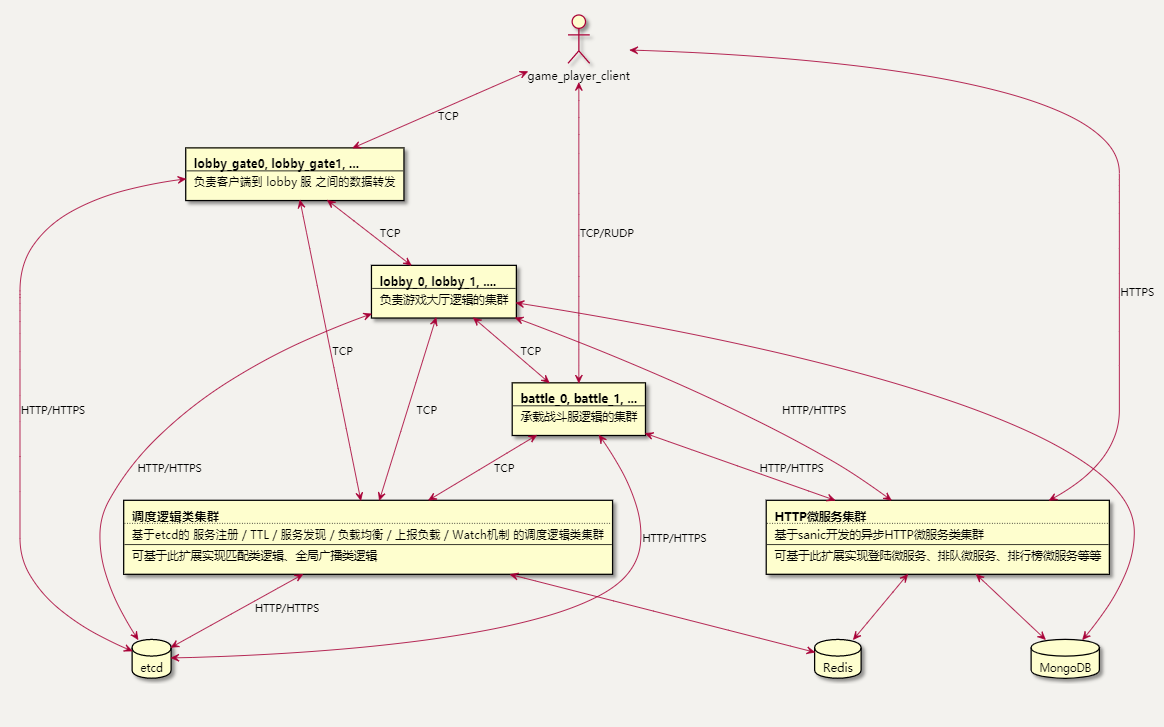 game_player_client
TCP
lobby_gate0, lobby_gate1, ...
负责客户端到 lobby 服 之间的数据转发
TCP
TCP/RUDP
lobby_0, lobby_1, ....
负责游戏大厅逻辑的集群
HTTPS
TCP
TCP
battle_0, battle_1, ...
承载战斗服逻辑的集群
HTTP/HTTPS
TCP
HTTP/HTTPS
HTTP/HTTPS
TCP
HTTP/HTTPS
调度逻辑类集群
基于etcd的 服务注册 / TTL / 服务发现 / 负载均衡 / 上报负载 / Watch机制 的调度逻辑类集群
可基于此扩展实现匹配类逻辑、全局广播类逻辑
HTTP/HTTPS
HTTP微服务集群
基于sanic开发的异步HTTP微服务类集群
可基于此扩展实现登陆微服务、排队微服务、排行榜微服务等等
HTTP/HTTPS
etcd
Redis
MongoDB